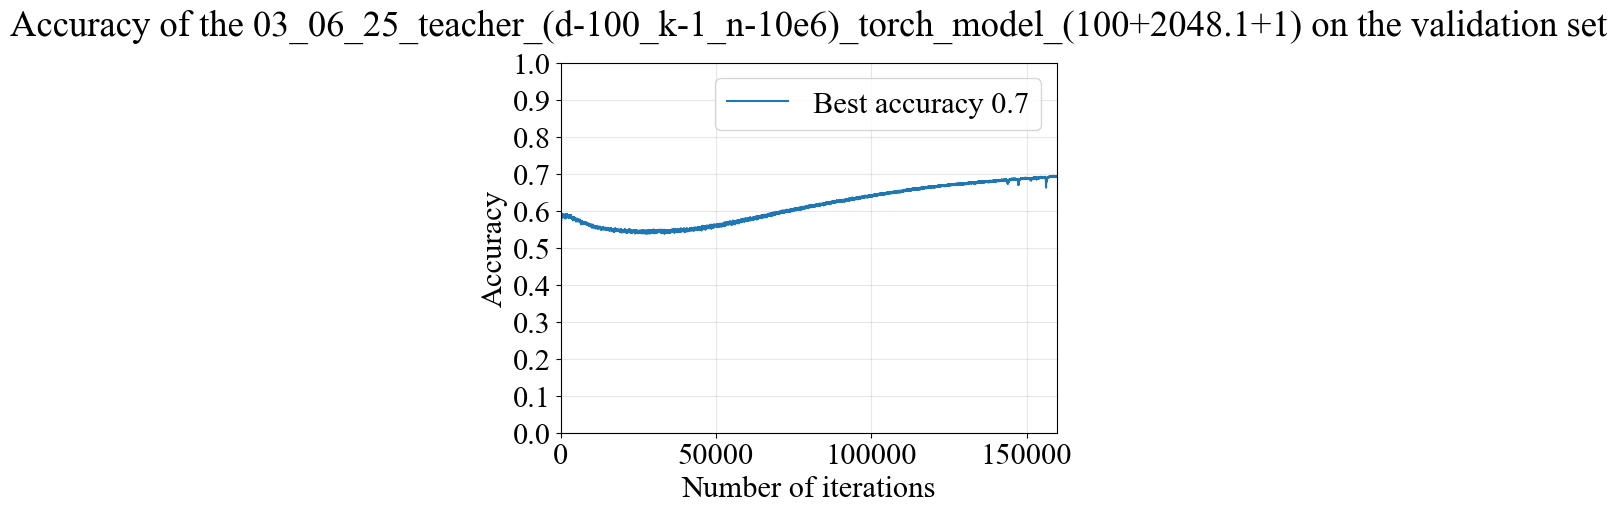 Accuracy of the 03_06_25_teacher_(d-100_k-1_n-10e6)_torch_model_(100+2048.1+1) on the validation set
1.0
Best accuracy 0.7
0.9
0.8
0.7
0.6
0.5
0.4
0.3
0.2
0.1
0.0
Accuracy
0 50000 100000 150000
Number of iterations